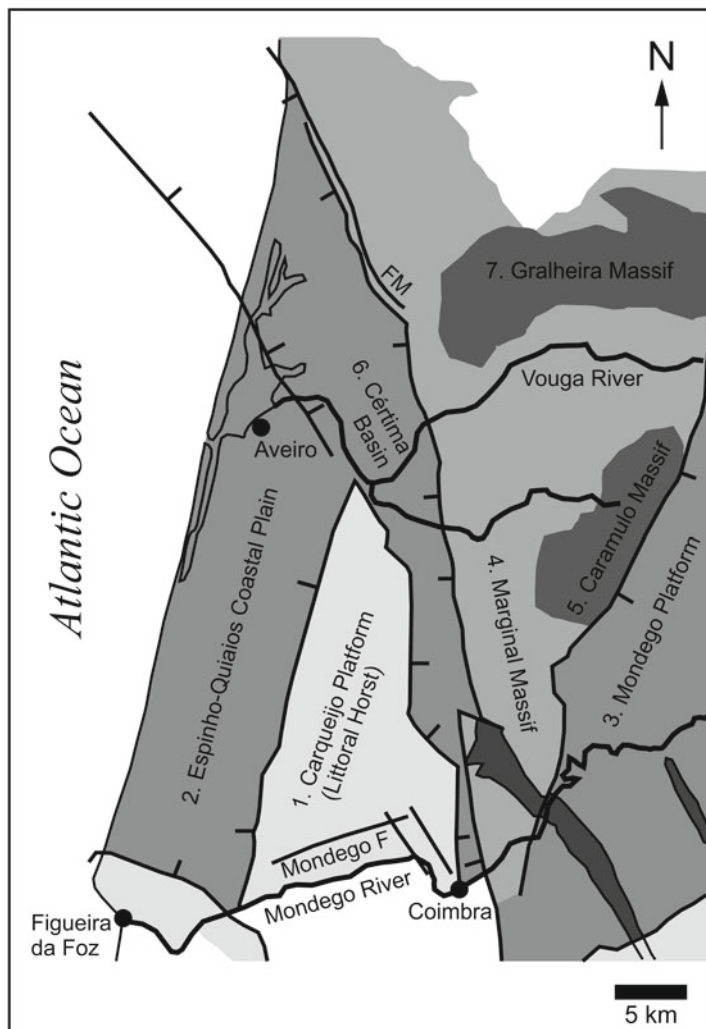 N
7. Gralheira Massif
FM
Vouga River
6. Cértima
Basin
Aveiro
Atlantic Ocean
5. Caramulo Massif
4. Marginal Massif
3. Mondego Platform
2. Espinho-Quiaios Coastal Plain
1. Carqueijo Platform
(Littoral Horst)
Mondego F
Mondego River
Coimbra
Figueira
da Foz
5 km